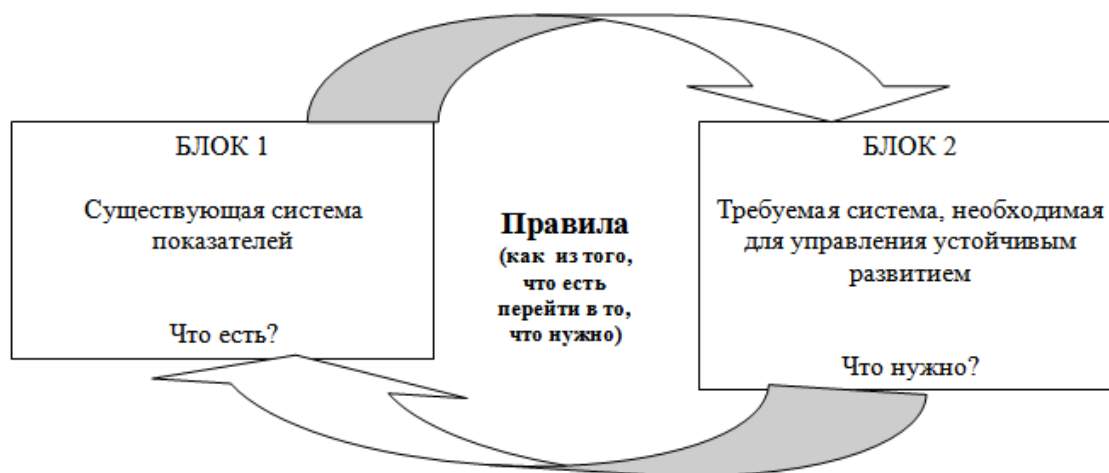 БЛОК 1
Существующая система
показателей
Что есть?
Правила
(как из того,
что есть
перейти в то,
что нужно)
БЛОК 2
Требуемая система, необходимая
для управления устойчивым
развитием
Что нужно?